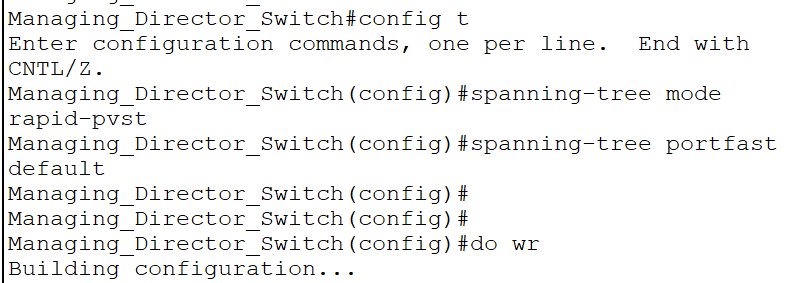 Managing_Director_Switch#config t
Enter configuration commands, one per line.  End with
CNTL/Z.
Managing_Director_Switch(config)#spanning-tree mode
rapid-pvst
Managing_Director_Switch(config)#spanning-tree portfast
default
Managing_Director_Switch(config)#
Managing_Director_Switch(config)#
Managing_Director_Switch(config)#do wr
Building configuration...